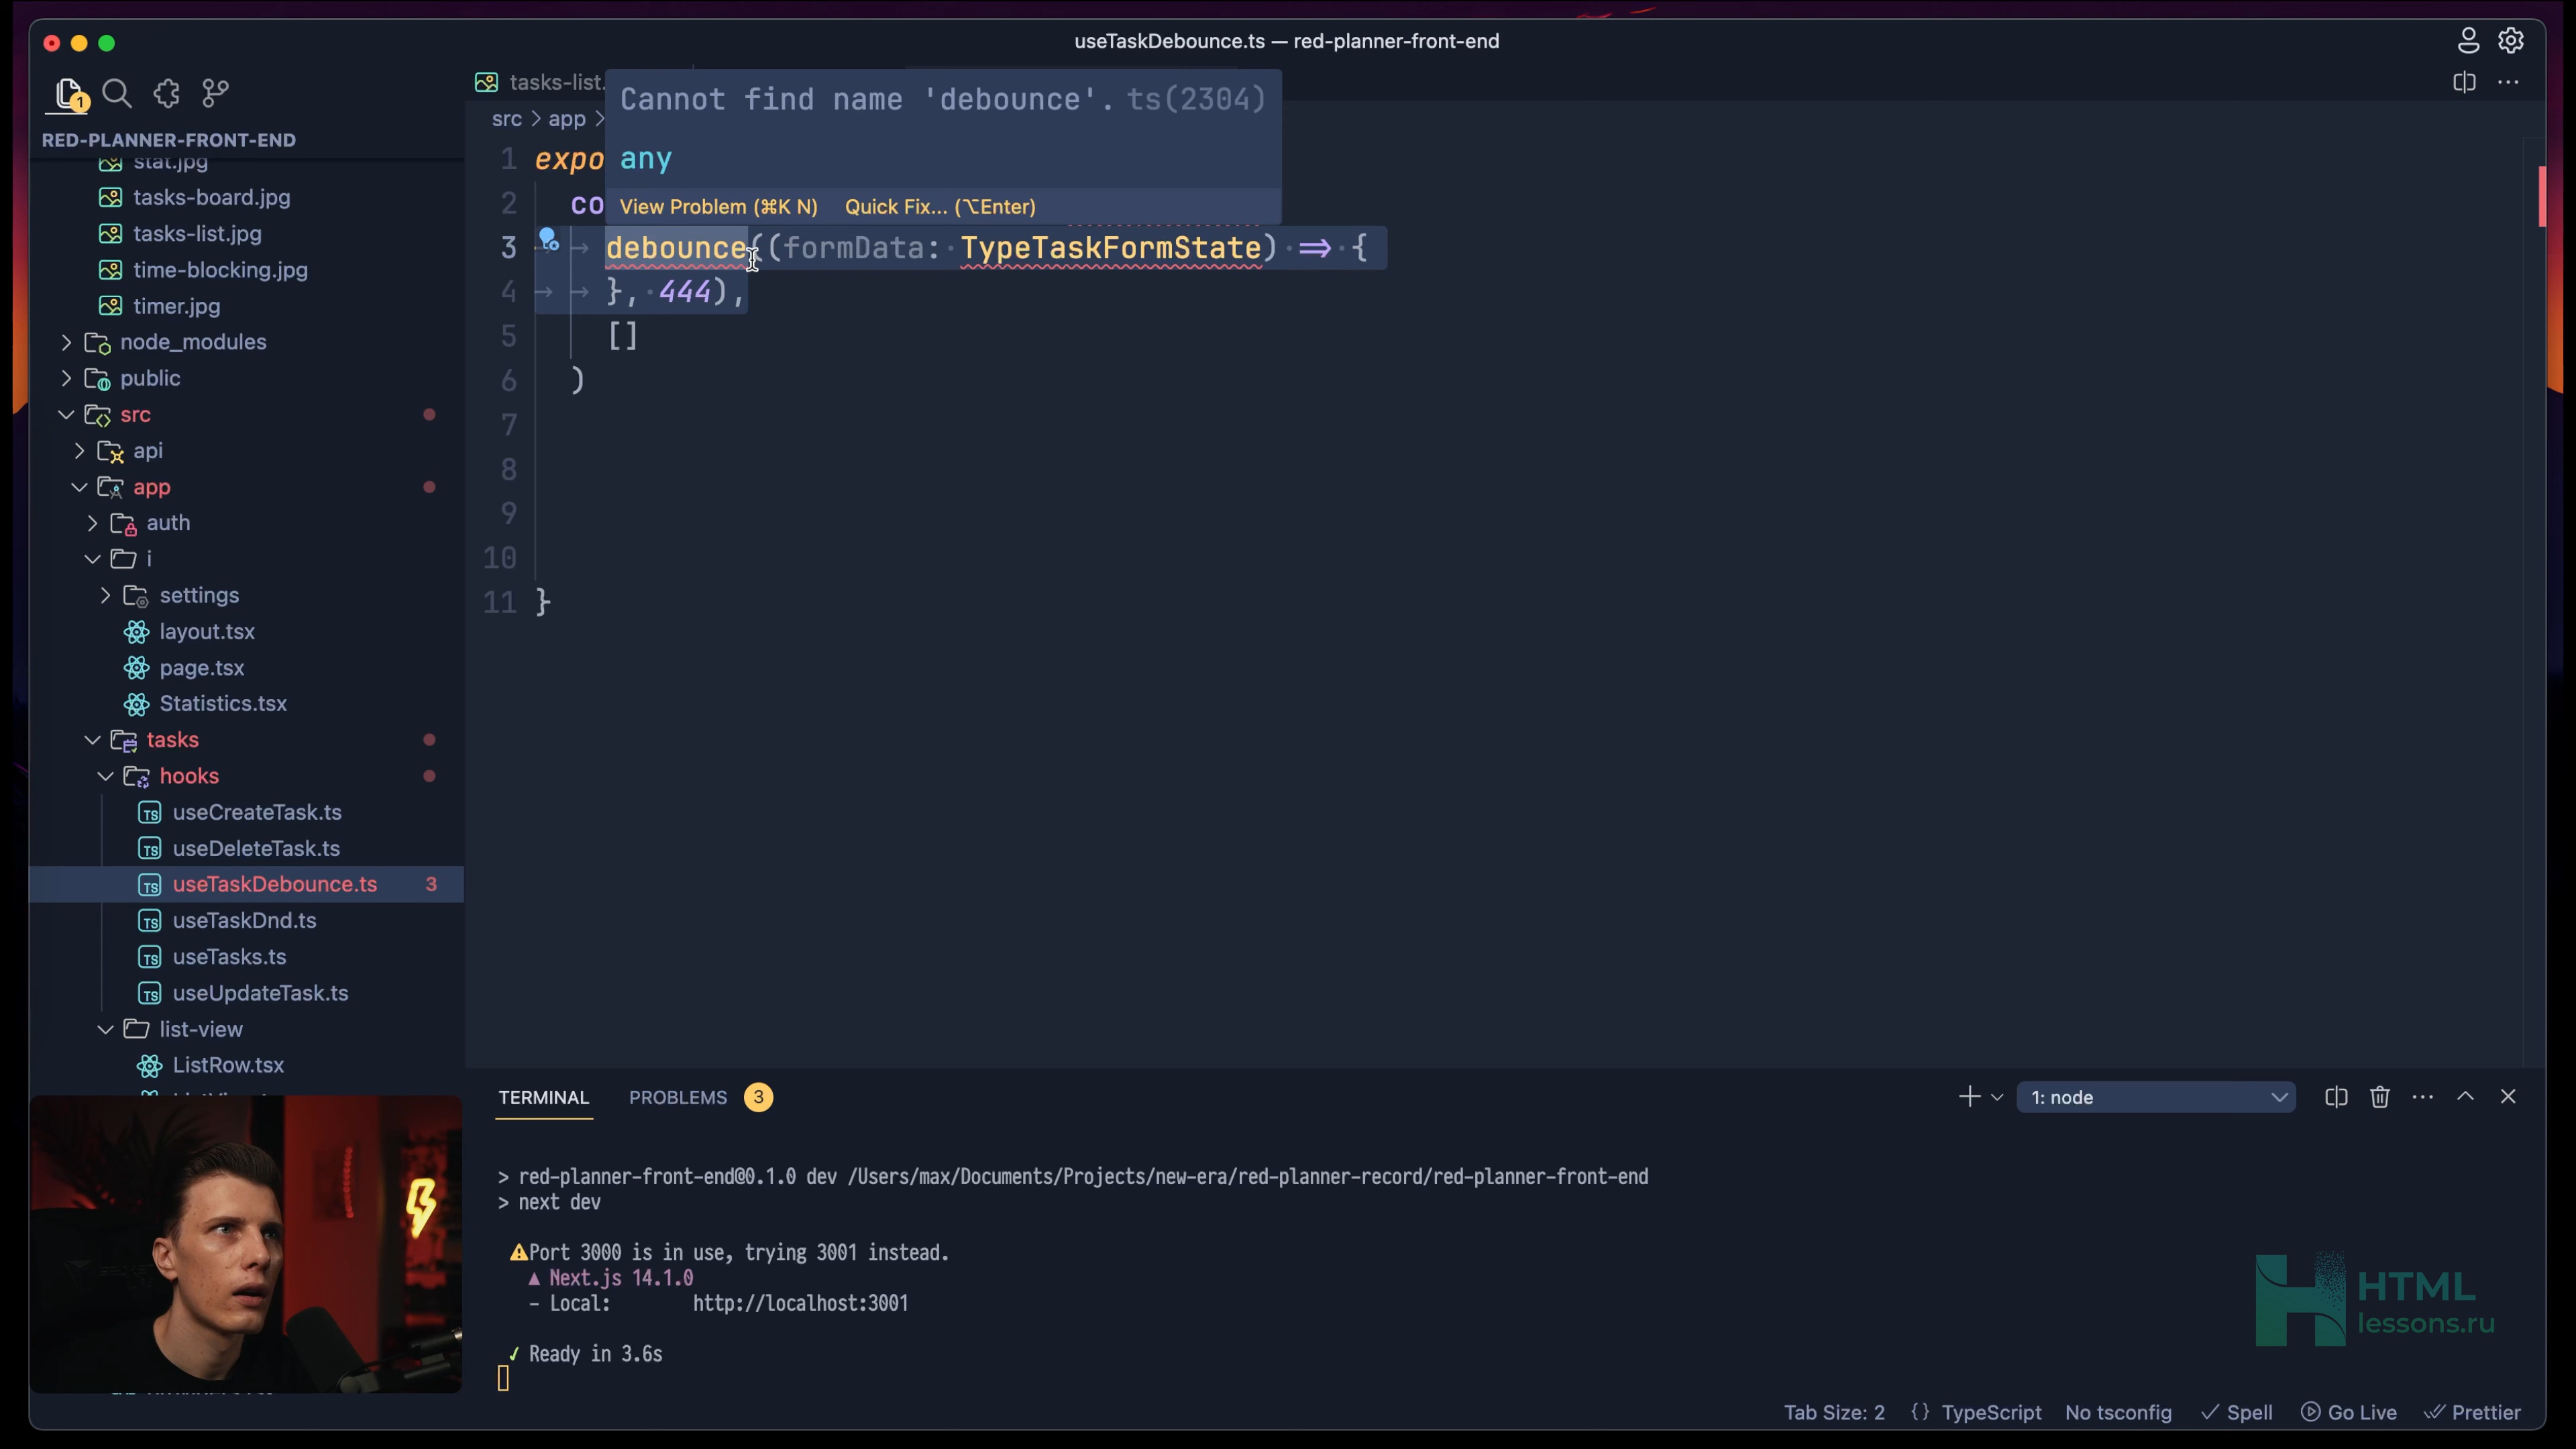 useTaskDebounce.ts — red-planner-front-end
1
RED-PLANNER-FRONT-END
stat.jpg
tasks-board.jpg
tasks-list.jpg
time-blocking.jpg
timer.jpg
node_modules
public
src
api
app
auth
i
settings
layout.tsx
page.tsx
Statistics.tsx
tasks
hooks
useCreateTask.ts
useDeleteTask.ts
useTaskDebounce.ts 3
useTaskDnd.ts
useTasks.ts
useUpdateTask.ts
list-view
ListRow.tsx
tasks-list.
src > app >
Cannot find name 'debounce'. ts(2304)
any
View Problem (⌘K N) Quick Fix... (⌥Enter)
1 expo
2 co
3 debounce((formData: TypeTaskFormState) => {
4 }, 444),
5 []
6 )
7
8
9
10
11 }
TERMINAL PROBLEMS 3
1: node
> red-planner-front-end@0.1.0 dev /Users/max/Documents/Projects/new-era/red-planner-record/red-planner-front-end
> next dev
⚠Port 3000 is in use, trying 3001 instead.
▲ Next.js 14.1.0
- Local: http://localhost:3001
✓ Ready in 3.6s
HTML
lessons.ru
Tab Size: 2 {} TypeScript No tsconfig Spell Go Live Prettier